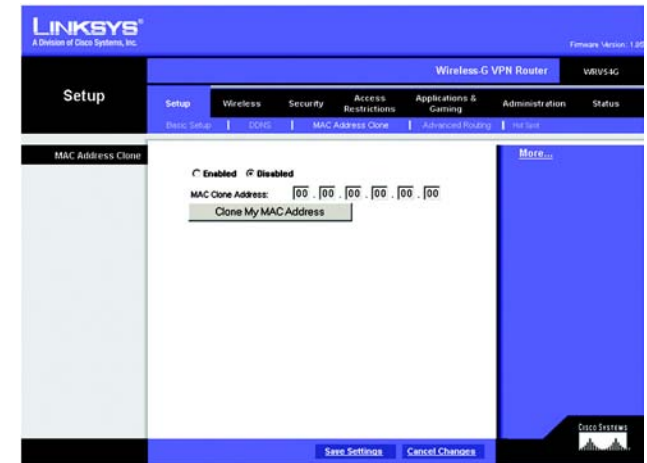 LINKSYS®
A Division of Cisco Systems, Inc.
Firmware Version: 1.05
Wireless-G VPN Router WRV54G
Setup
Setup Wireless Security Access Restrictions Applications & Gaming Administration Status
Basic Setup | DDNS | MAC Address Clone | Advanced Routing | Hot Spot
MAC Address Clone
More...
Enabled Disabled
MAC Clone Address: 00 . 00 . 00 . 00 . 00 . 00
Clone My MAC Address
Save Settings Cancel Changes
CISCO SYSTEMS